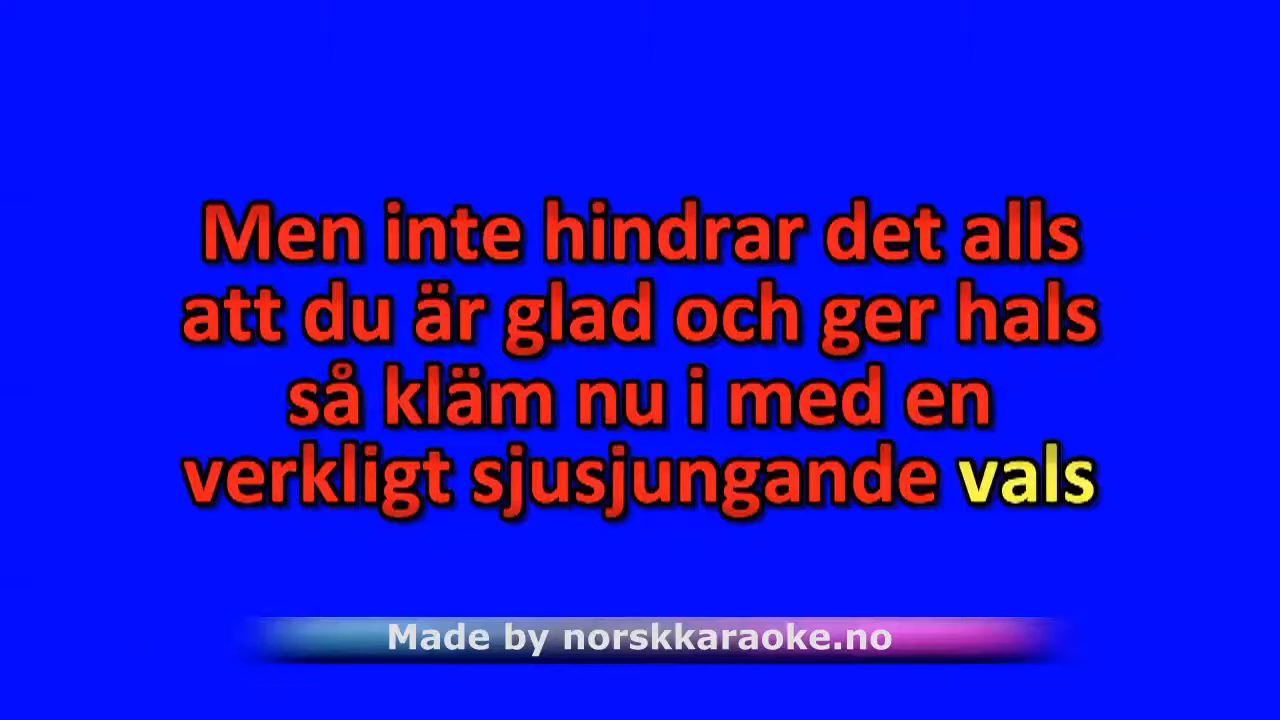 Men inte hindrar det alls
att du är glad och ger hals
så kläm nu i med en
verkligt sjusjungande vals
Made by norskkaraoke.no